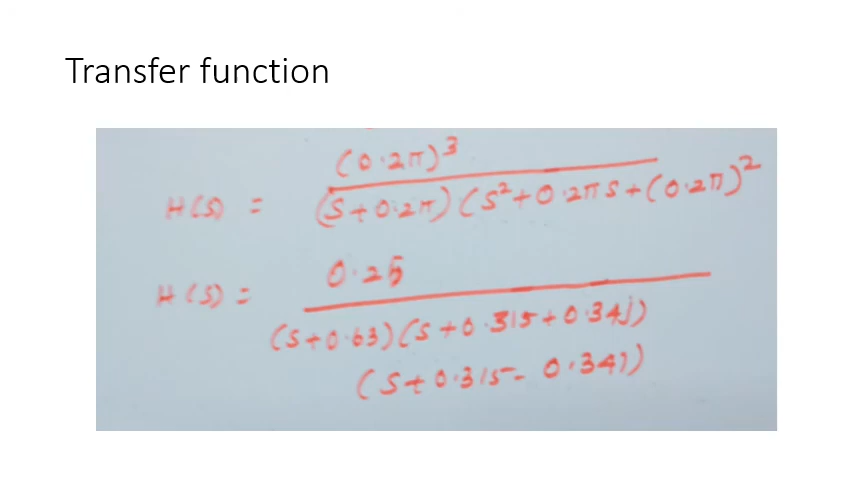 Transfer function
(0.2π)³
H(s) = (s+0.2π) (s²+0.2πs+(0.2π)²
0.25
H(s) =
(s+0.63)(s+0.315+0.34j)
(s+0.315- 0.34j)